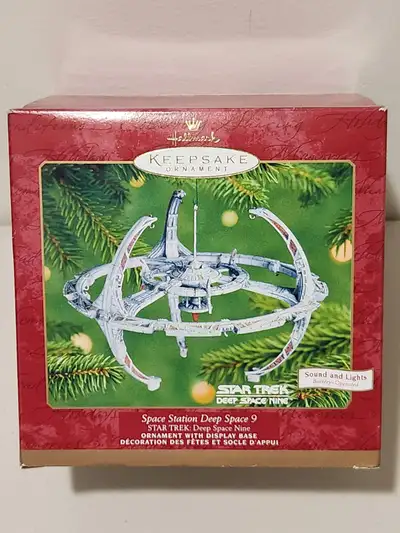 Hallmark
KEEPSAKE
ORNAMENT
Sound and Lights
Battery-Operated
STAR TREK
DEEP SPACE NINE
Space Station Deep Space 9
STAR TREK: Deep Space Nine
ORNAMENT WITH DISPLAY BASE
DÉCORATION DES FÊTES ET SOCLE D'APPUI